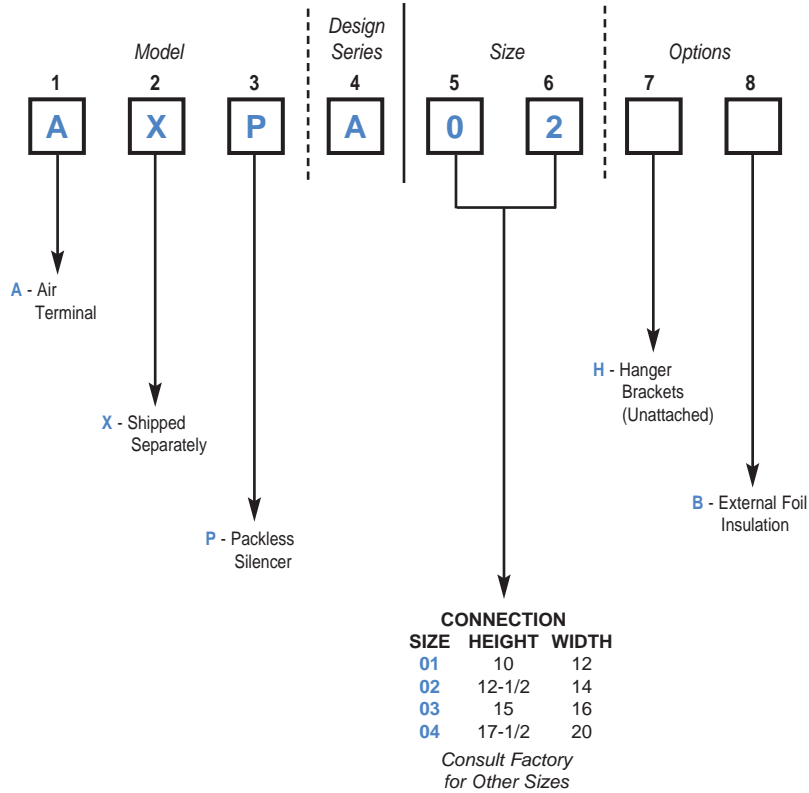 Model
Design
Series
Size
Options
1 2 3 4 5 6 7 8
A X P A 0 2
A - Air
Terminal
X - Shipped
Separately
P - Packless
Silencer
H - Hanger
Brackets
(Unattached)
B - External Foil
Insulation
CONNECTION
SIZE HEIGHT WIDTH
01 10 12
02 12-1/2 14
03 15 16
04 17-1/2 20
Consult Factory
for Other Sizes